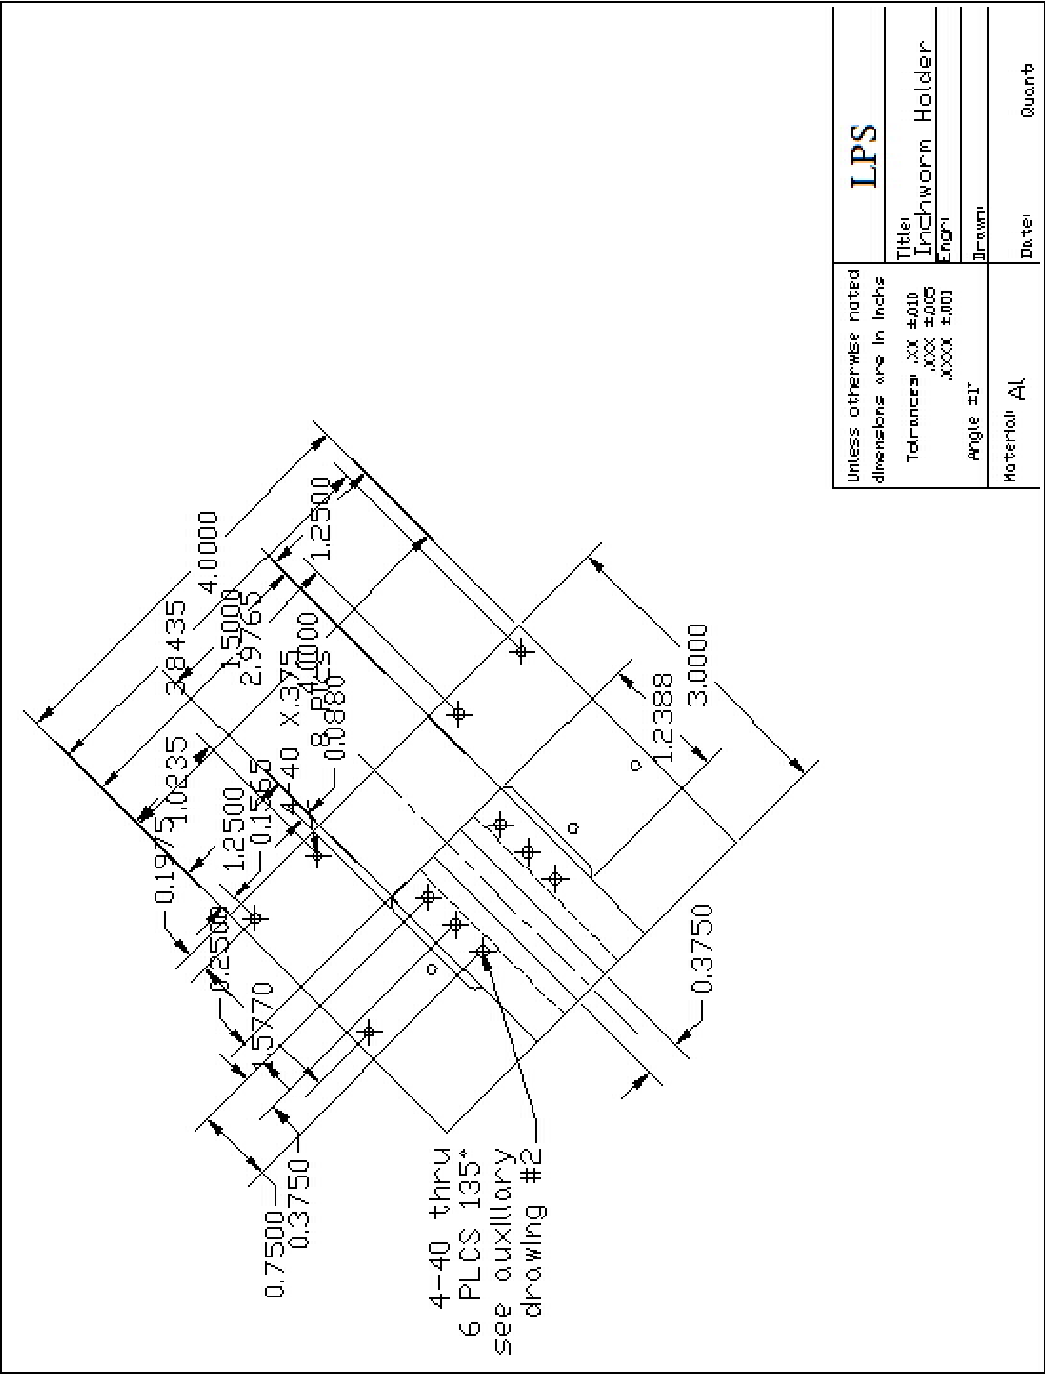 4.0000
3.8435
1.5000
2.9765
1.2500
1.0000
4-40 X.375
8 PLCS
0.0880
1.0235
0.1975
1.2500
0.1565
0.2500
1.5770
0.7500
0.3750
3.0000
1.2388
0.3750
4-40 thru
6 PLCS 135°
see auxillary
drawing #2
Unless otherwise noted
dimensions are in inchs
Tolrances: .XX ±.010
.XXX ±.005
.XXXX ±.001
Angle ±1°
Material: Al
LPS
Title:
Inchworm Holder
Engr:
Drawn:
Date: Quant: